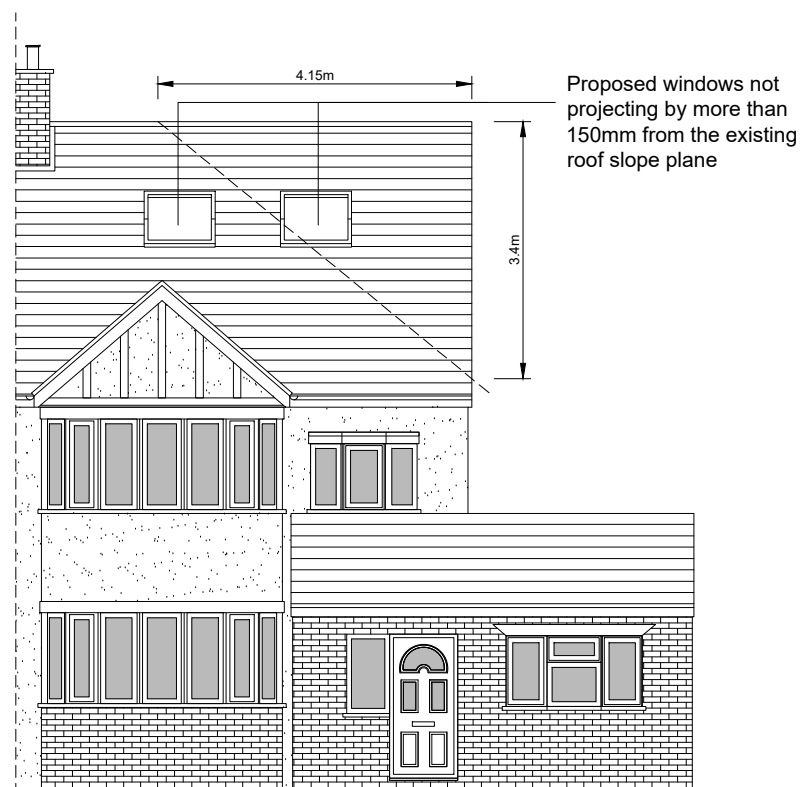 4.15m
Proposed windows not
projecting by more than
150mm from the existing
roof slope plane
3.4m